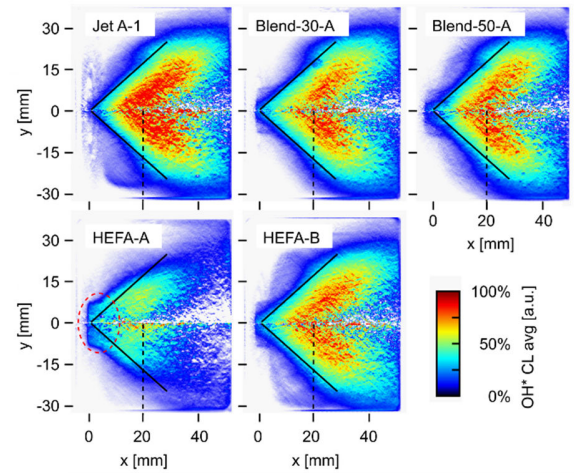 Jet A-1
Blend-30-A
Blend-50-A
y [mm]
30
15
0
-15
-30
x [mm]
0 20 40
HEFA-A
HEFA-B
y [mm]
30
15
0
-15
-30
0 20 40
x [mm]
0 20 40
x [mm]
100%
50%
0%
OH* CL avg [a.u.]